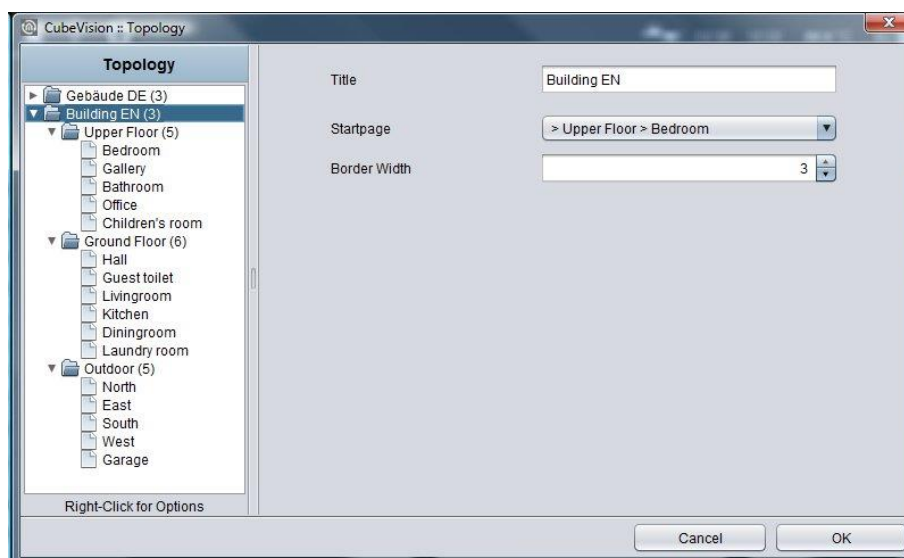 CubeVision :: Topology
Topology
Gebäude DE (3)
Building EN (3)
Upper Floor (5)
Bedroom
Gallery
Bathroom
Office
Children's room
Ground Floor (6)
Hall
Guest toilet
Livingroom
Kitchen
Diningroom
Laundry room
Outdoor (5)
North
East
South
West
Garage
Right-Click for Options
Title Building EN
Startpage > Upper Floor > Bedroom
Border Width 3
Cancel OK